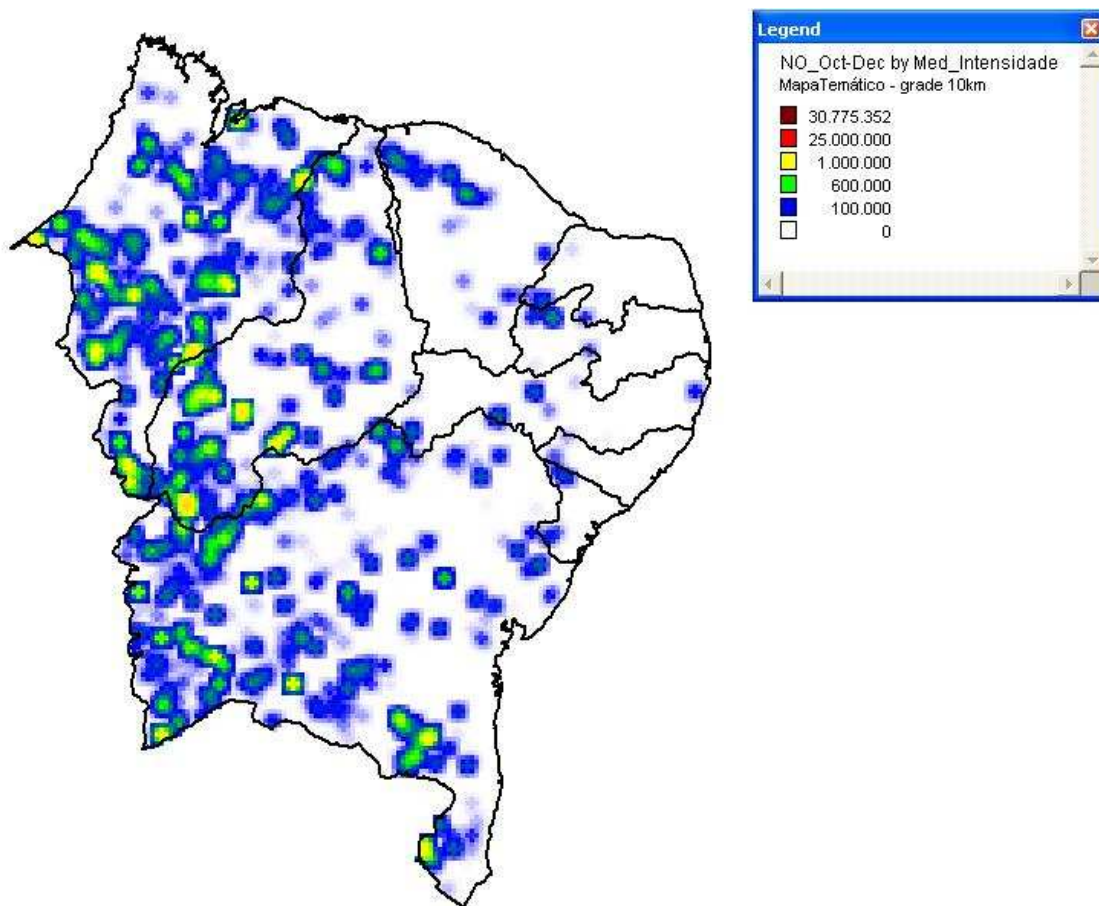 Legend
NO_Oct-Dec by Med_Intensidade
MapaTemático - grade 10km
30.775.352
25.000.000
1.000.000
600.000
100.000
0